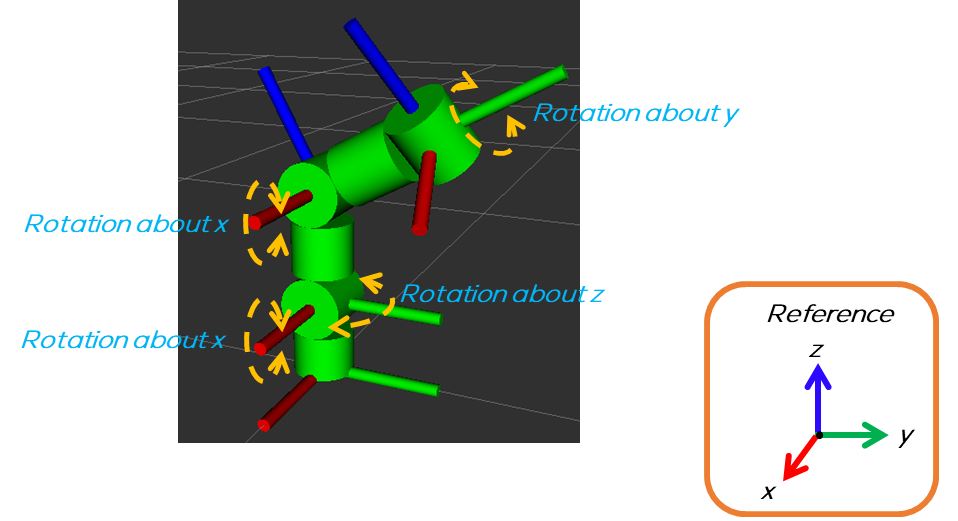 Rotation about y
Rotation about x
Rotation about z
Rotation about x
Reference
z
y
x